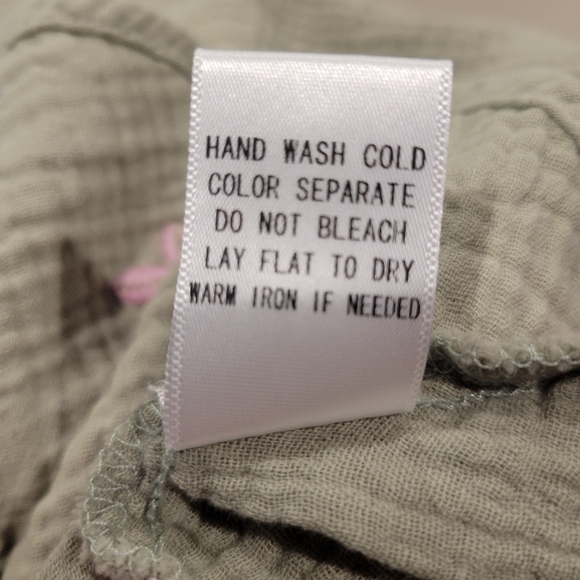 HAND WASH COLD
COLOR SEPARATE
DO NOT BLEACH
LAY FLAT TO DRY
WARM IRON IF NEEDED